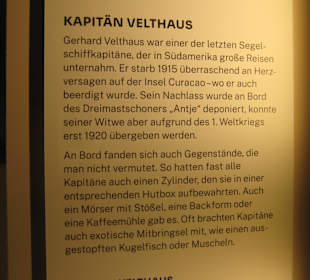 KAPITÄN VELTHAUS
Gerhard Velthaus war einer der letzten Segel-
schiffkapitäne, der in Südamerika große Reisen
unternahm. Er starb 1915 überraschend an Herz-
versagen auf der Insel Curacao – wo er auch
beerdigt wurde. Sein Nachlass wurde an Bord
des Dreimastschoners „Antje“ deponiert, konnte
seiner Witwe aber aufgrund des 1. Weltkriegs
erst 1920 übergeben werden.
An Bord fanden sich auch Gegenstände, die
man nicht vermutet. So hatten fast alle
Kapitäne auch einen Zylinder, den sie in einer
entsprechenden Hutbox aufbewahrten. Auch
ein Mörser mit Stößel, eine Backform oder
eine Kaffeemühle gab es. Oft brachten Kapitäne
auch exotische Mitbringsel mit, wie einen aus-
gestopften Kugelfisch oder Muscheln.